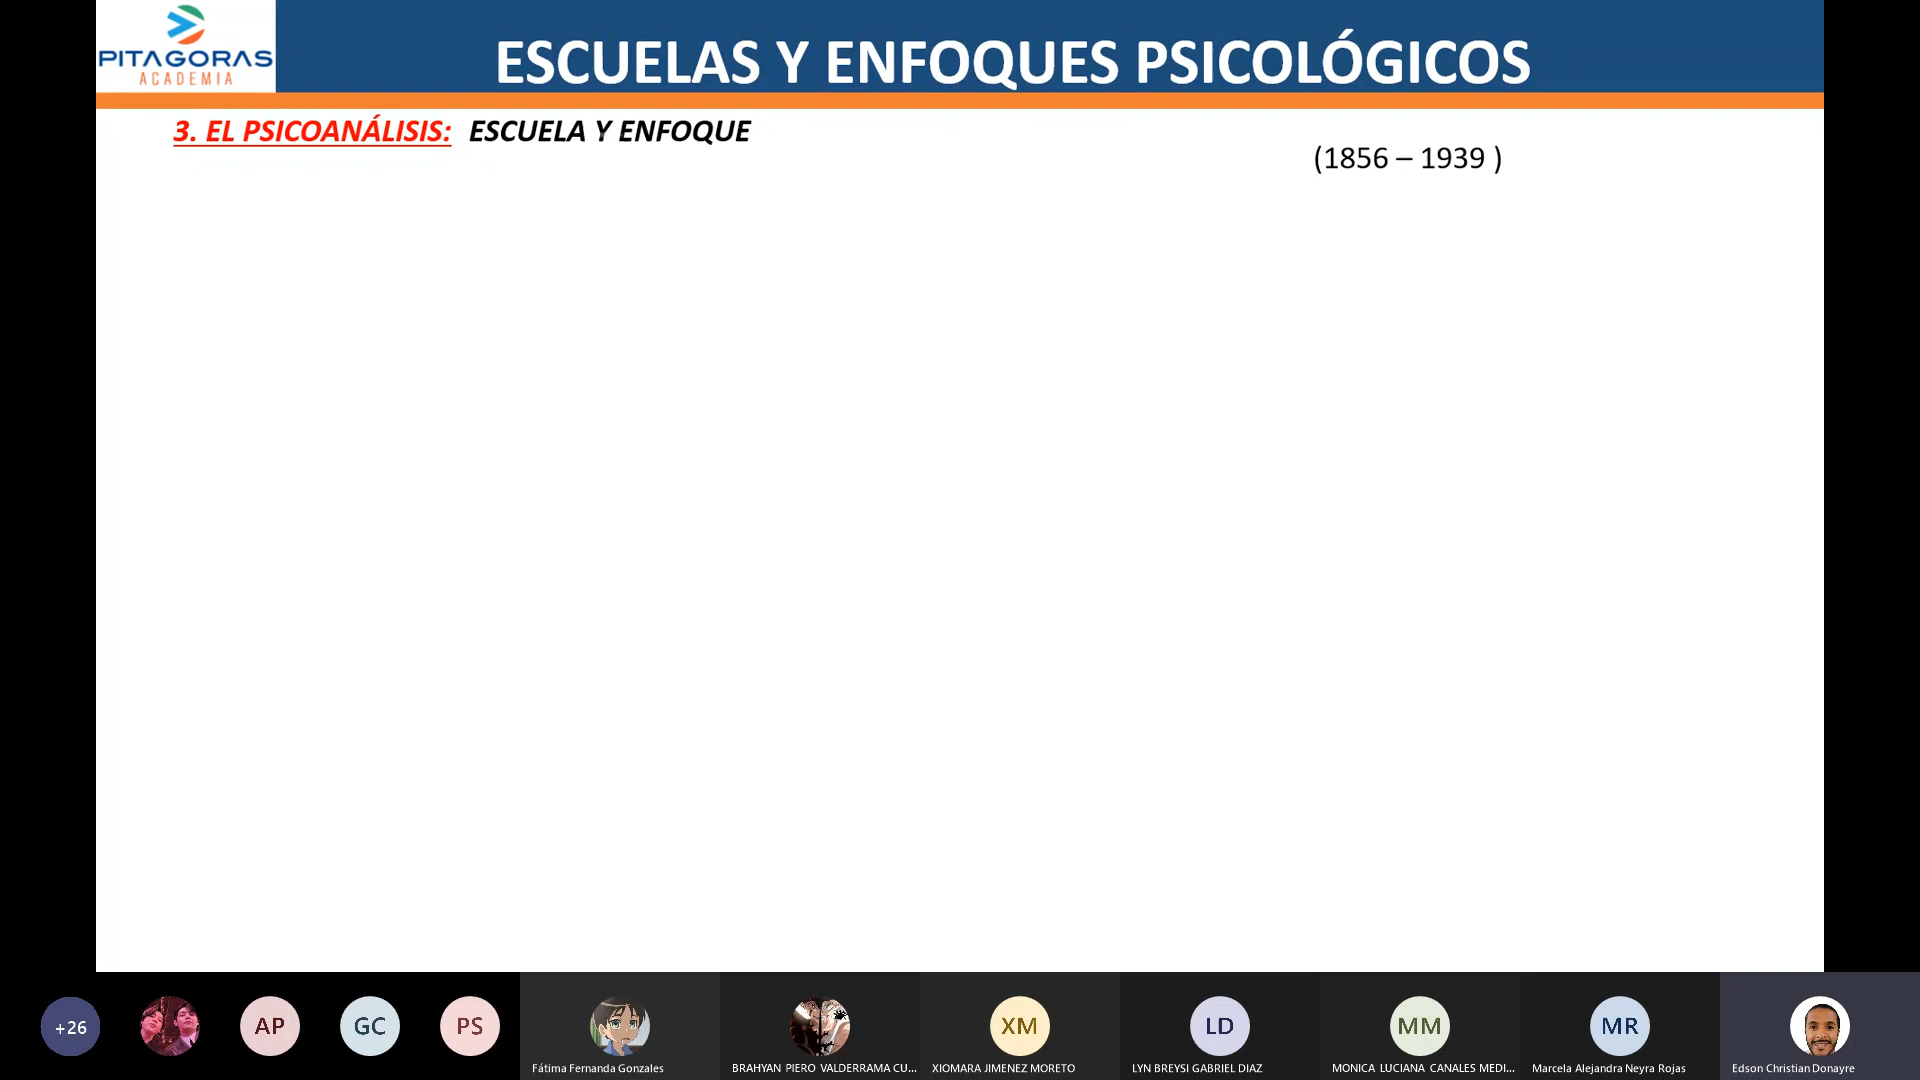 PITAGORAS
ACADEMIA
ESCUELAS Y ENFOQUES PSICOLÓGICOS
3. EL PSICOANÁLISIS: ESCUELA Y ENFOQUE
(1856 – 1939 )
+26
AP
GC
PS
XM
LD
MM
MR
Fátima Fernanda Gonzales
BRAHYAN PIERO VALDERRAMA CU...
XIOMARA JIMENEZ MORETO
LYN BREYSI GABRIEL DIAZ
MONICA LUCIANA CANALES MEDI...
Marcela Alejandra Neyra Rojas
Edson Christian Donayre